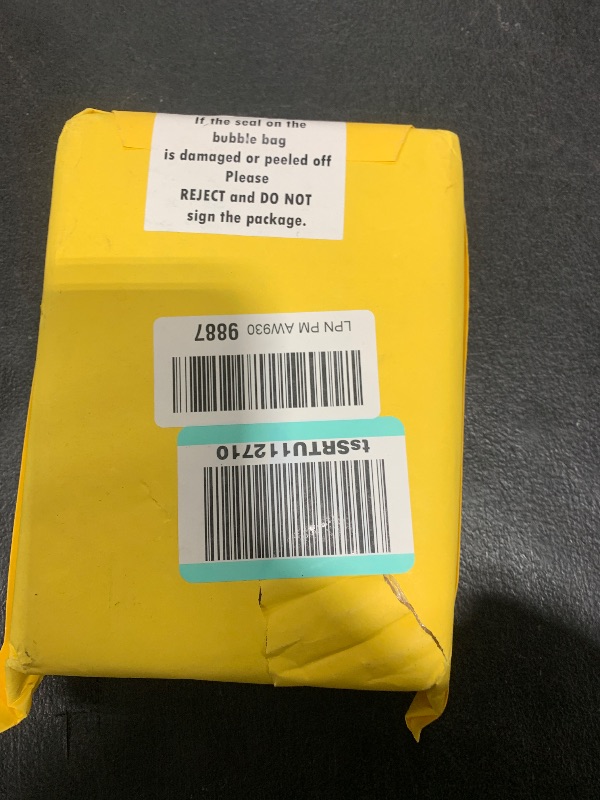 If the seal on the
bubble bag
is damaged or peeled off
Please
REJECT and DO NOT
sign the package.
LPN PM AW930 9887
tsSRTU112710